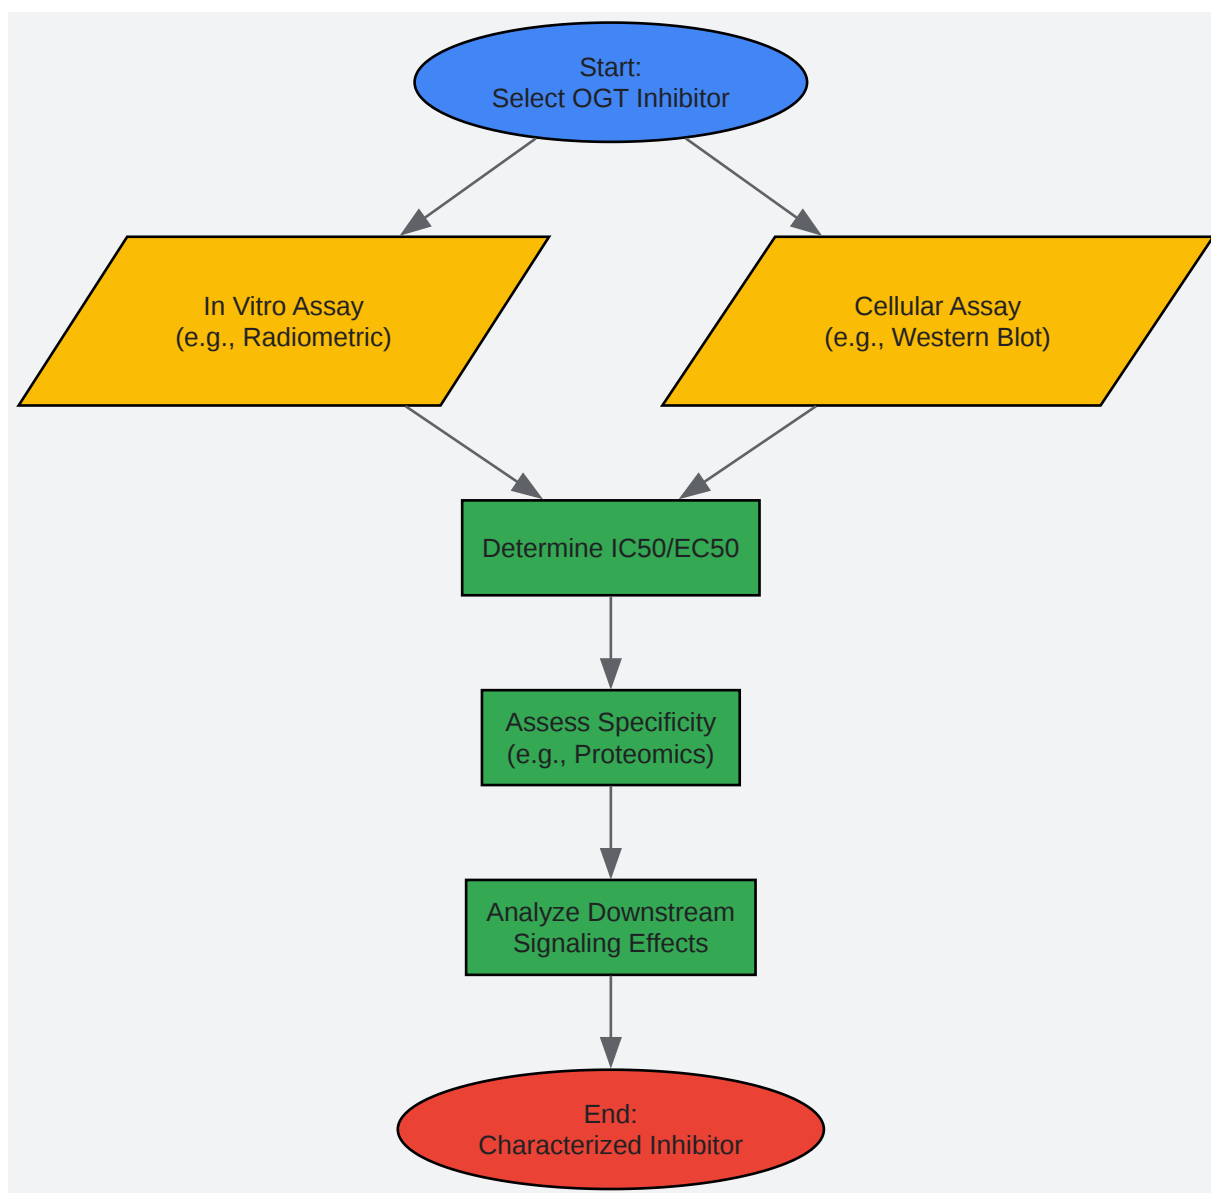 Start:
Select OGT Inhibitor
In Vitro Assay
(e.g., Radiometric)
Cellular Assay
(e.g., Western Blot)
Determine IC50/EC50
Assess Specificity
(e.g., Proteomics)
Analyze Downstream
Signaling Effects
End:
Characterized Inhibitor